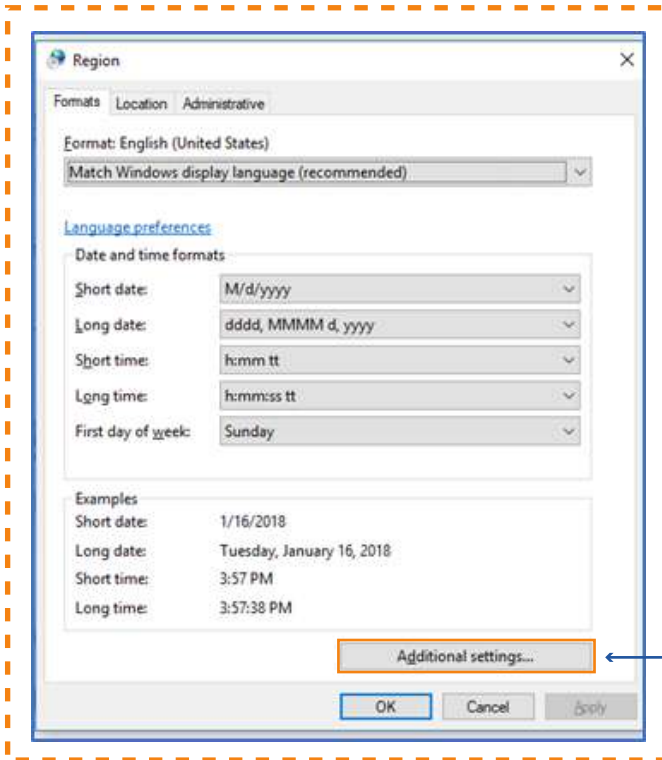 Region
Formats Location Administrative
Format: English (United States)
Match Windows display language (recommended)
Language preferences
Date and time formats
Short date: M/d/yyyy
Long date: dddd, MMMM d, yyyy
Short time: h:mm tt
Long time: h:mm:ss tt
First day of week: Sunday
Examples
Short date: 1/16/2018
Long date: Tuesday, January 16, 2018
Short time: 3:57 PM
Long time: 3:57:38 PM
Additional settings...
OK Cancel Apply